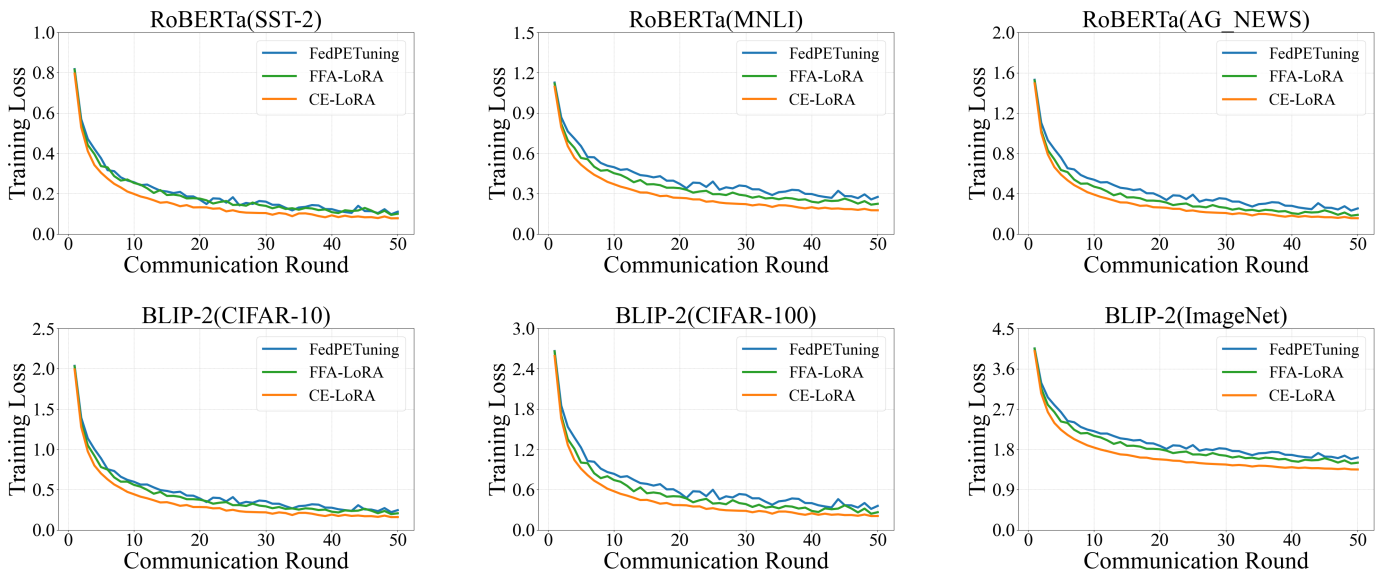 RoBERTa(SST-2)
1.0
0.8
0.6
0.4
0.2
0.0
Training Loss
FedPETuning
FFA-LoRA
CE-LoRA
0 10 20 30 40 50
Communication Round
RoBERTa(MNLI)
1.5
1.2
0.9
0.6
0.3
0.0
Training Loss
FedPETuning
FFA-LoRA
CE-LoRA
0 10 20 30 40 50
Communication Round
RoBERTa(AG_NEWS)
2.0
1.6
1.2
0.8
0.4
0.0
Training Loss
FedPETuning
FFA-LoRA
CE-LoRA
0 10 20 30 40 50
Communication Round
BLIP-2(CIFAR-10)
2.5
2.0
1.5
1.0
0.5
0.0
Training Loss
FedPETuning
FFA-LoRA
CE-LoRA
0 10 20 30 40 50
Communication Round
BLIP-2(CIFAR-100)
3.0
2.4
1.8
1.2
0.6
0.0
Training Loss
FedPETuning
FFA-LoRA
CE-LoRA
0 10 20 30 40 50
Communication Round
BLIP-2(ImageNet)
4.5
3.6
2.7
1.8
0.9
0.0
Training Loss
FedPETuning
FFA-LoRA
CE-LoRA
0 10 20 30 40 50
Communication Round